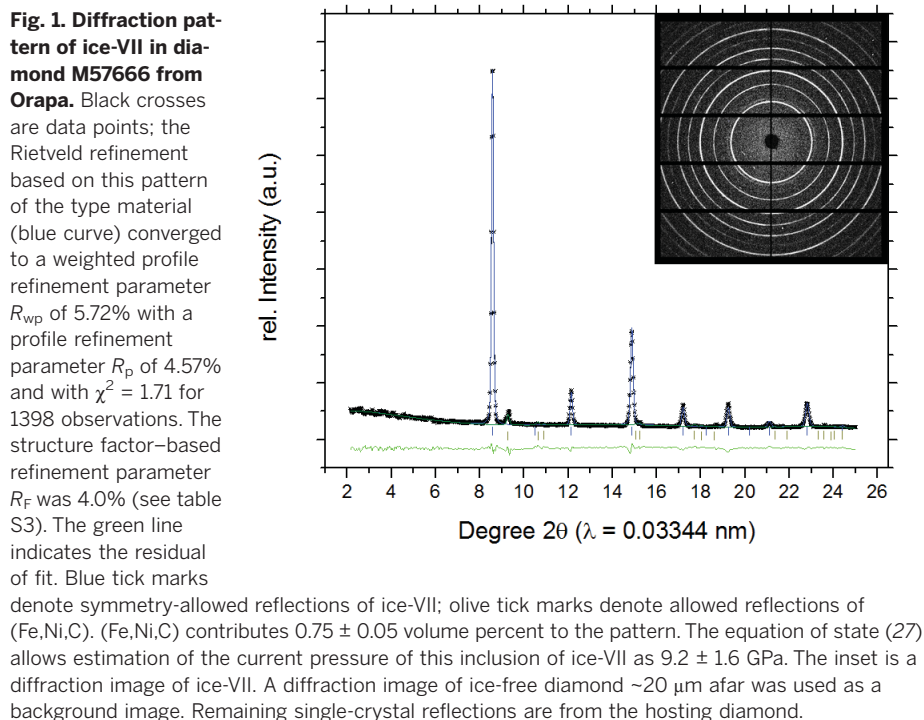 Fig. 1. Diffraction pat-
tern of ice-VII in dia-
mond M57666 from
Orapa. Black crosses
are data points; the
Rietveld refinement
based on this pattern
of the type material
(blue curve) converged
to a weighted profile
refinement parameter
Rwp of 5.72% with a
profile refinement
parameter Rp of 4.57%
and with χ² = 1.71 for
1398 observations. The
structure factor–based
refinement parameter
RF was 4.0% (see table
S3). The green line
indicates the residual
of fit. Blue tick marks
denote symmetry-allowed reflections of ice-VII; olive tick marks denote allowed reflections of
(Fe,Ni,C). (Fe,Ni,C) contributes 0.75 ± 0.05 volume percent to the pattern. The equation of state (27)
allows estimation of the current pressure of this inclusion of ice-VII as 9.2 ± 1.6 GPa. The inset is a
diffraction image of ice-VII. A diffraction image of ice-free diamond ~20 μm afar was used as a
background image. Remaining single-crystal reflections are from the hosting diamond.
rel. Intensity (a.u.)
2 4 6 8 10 12 14 16 18 20 22 24 26
Degree 2θ (λ = 0.03344 nm)